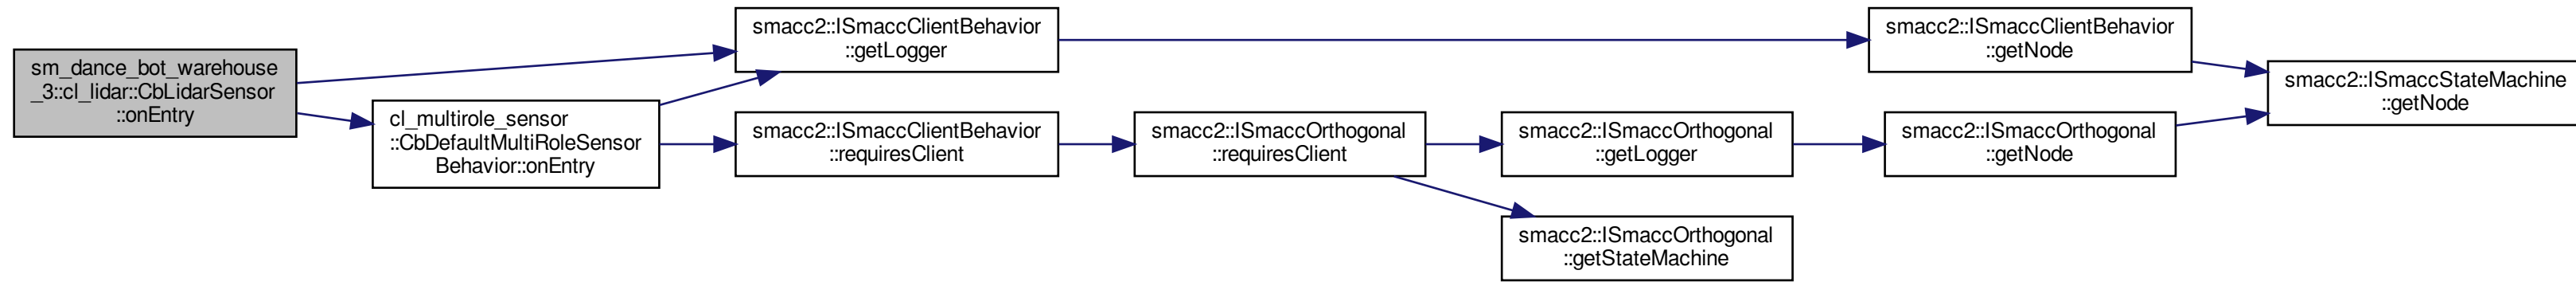 sm_dance_bot_warehouse
_3::cl_lidar::CbLidarSensor
::onEntry
cl_multirole_sensor
::CbDefaultMultiRoleSensor
Behavior::onEntry
smacc2::ISmaccClientBehavior
::getLogger
smacc2::ISmaccClientBehavior
::requiresClient
smacc2::ISmaccOrthogonal
::requiresClient
smacc2::ISmaccOrthogonal
::getLogger
smacc2::ISmaccOrthogonal
::getStateMachine
smacc2::ISmaccClientBehavior
::getNode
smacc2::ISmaccOrthogonal
::getNode
smacc2::ISmaccStateMachine
::getNode